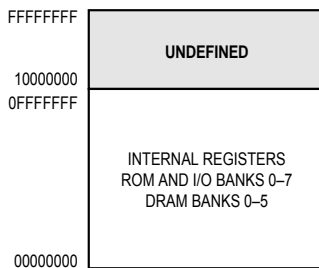 FFFFFFFF
UNDEFINED
10000000
0FFFFFFF
INTERNAL REGISTERS
ROM AND I/O BANKS 0–7
DRAM BANKS 0–5
00000000